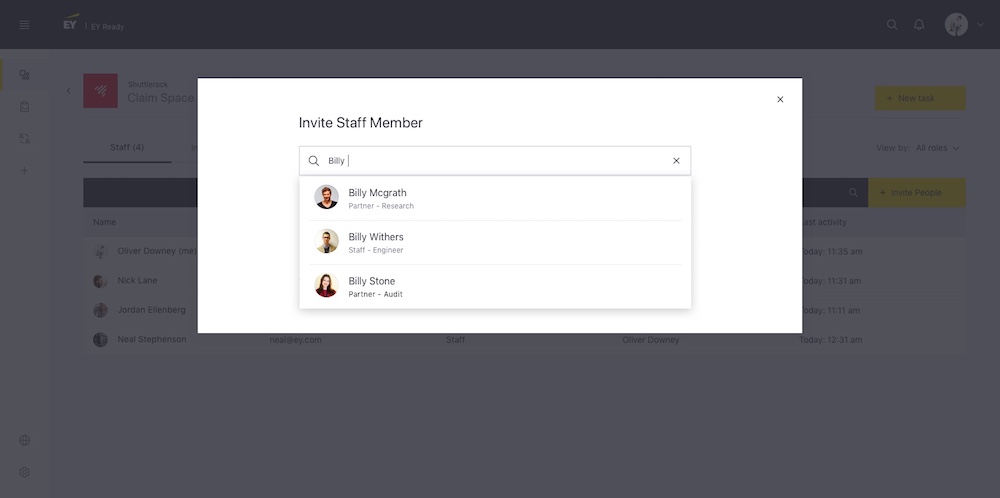 EY
| EY Ready
Shutterack
Claim Space
+ New task
Invite Staff Member
Billy
Staff (4)
View by: All roles
Billy Mcgrath
Partner - Research
+ Invite People
Name
Billy Withers
Staff - Engineer
Oliver Downey (me)
Today: 11:35 am
Nick Lane
Today: 11:31 am
Billy Stone
Partner - Audit
Jordan Ellenberg
Today: 11:11 am
Neal Stephenson
neal@ey.com
Staff
Oliver Downey
Today: 12:31 am